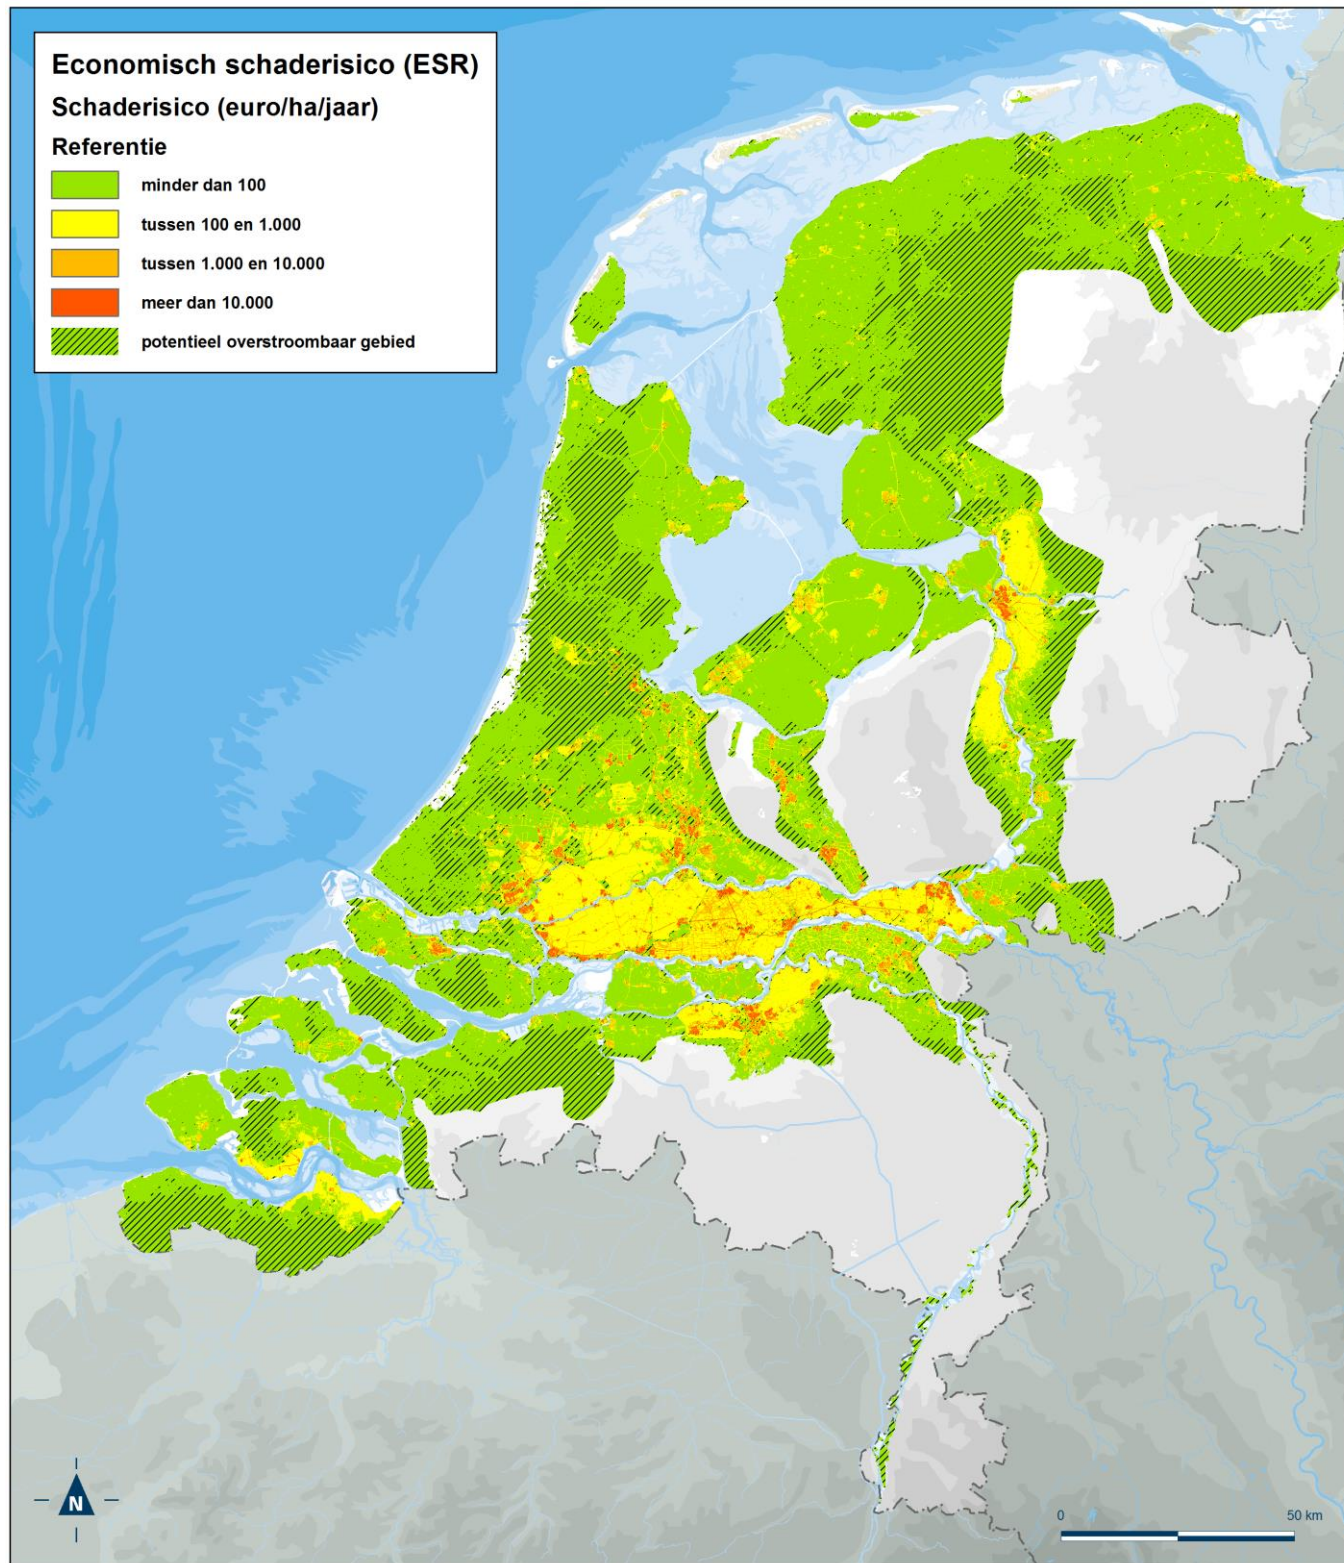 Economisch schaderisico (ESR)
Schaderisico (euro/ha/jaar)
Referentie
minder dan 100
tussen 100 en 1.000
tussen 1.000 en 10.000
meer dan 10.000
potentieel overstroombaar gebied
N
0 50 km